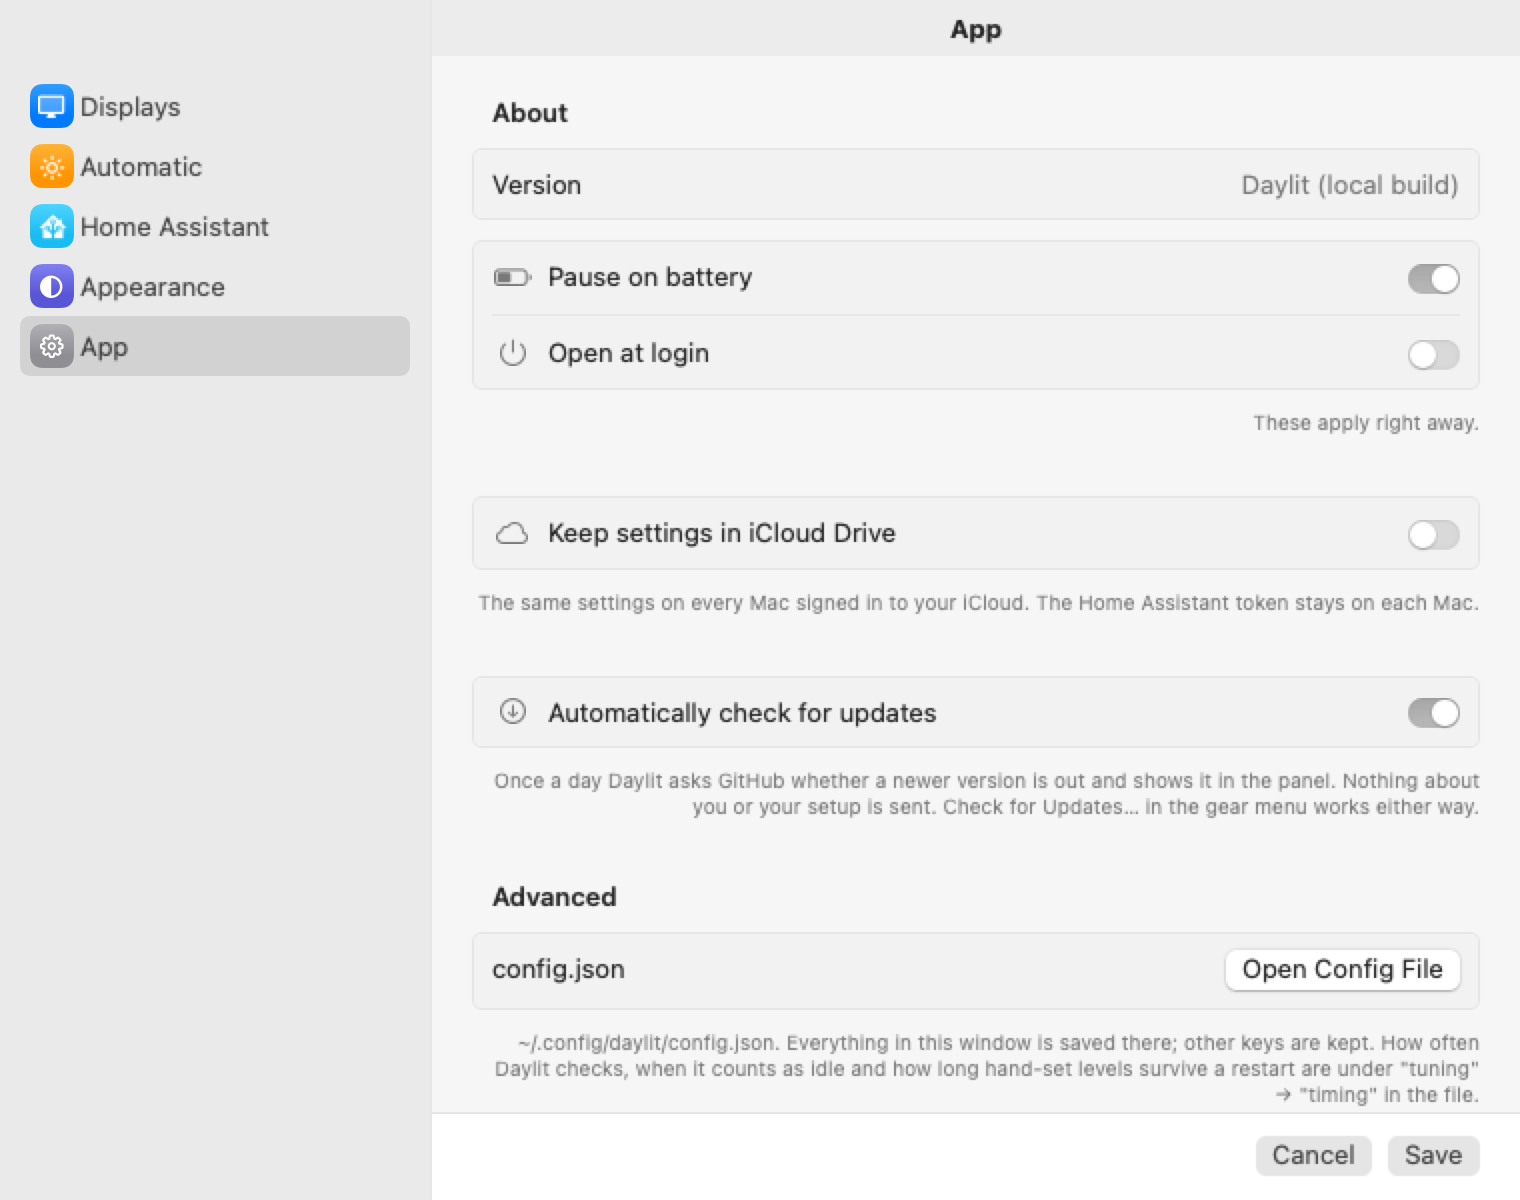 App
Displays
Automatic
Home Assistant
Appearance
App
About
Version
Daylit (local build)
Pause on battery
Open at login
These apply right away.
Keep settings in iCloud Drive
The same settings on every Mac signed in to your iCloud. The Home Assistant token stays on each Mac.
Automatically check for updates
Once a day Daylit asks GitHub whether a newer version is out and shows it in the panel. Nothing about
you or your setup is sent. Check for Updates... in the gear menu works either way.
Advanced
config.json
Open Config File
~/.config/daylit/config.json. Everything in this window is saved there; other keys are kept. How often
Daylit checks, when it counts as idle and how long hand-set levels survive a restart are under "tuning"
→ "timing" in the file.
Cancel
Save